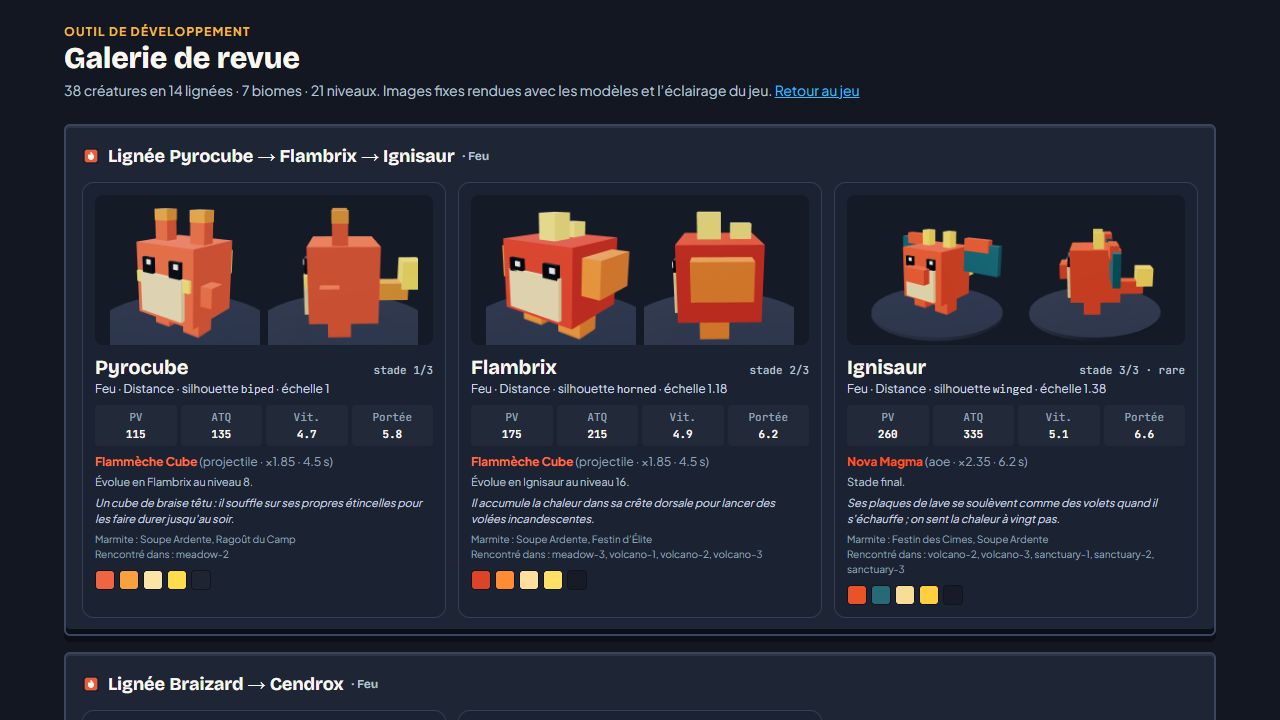 OUTIL DE DÉVELOPPEMENT
Galerie de revue
38 créatures en 14 lignées · 7 biomes · 21 niveaux. Images fixes rendues avec les modèles et l'éclairage du jeu. Retour au jeu
Lignée Pyrocube → Flambrix → Ignisaur · Feu
Pyrocube stade 1/3
Feu · Distance · silhouette biped · échelle 1
PV ATQ Vit. Portée
115 135 4.7 5.8
Flammèche Cube (projectile · ×1.85 · 4.5 s)
Évolue en Flambrix au niveau 8.
Un cube de braise têtu : il souffle sur ses propres étincelles pour
les faire durer jusqu'au soir.
Marmite : Soupe Ardente, Ragoût du Camp
Rencontré dans : meadow-2
Flambrix stade 2/3
Feu · Distance · silhouette horned · échelle 1.18
PV ATQ Vit. Portée
175 215 4.9 6.2
Flammèche Cube (projectile · ×1.85 · 4.5 s)
Évolue en Ignisaur au niveau 16.
Il accumule la chaleur dans sa crête dorsale pour lancer des
volées incandescentes.
Marmite : Soupe Ardente, Festin d'Élite
Rencontré dans : meadow-3, volcano-1, volcano-2, volcano-3
Ignisaur stade 3/3 · rare
Feu · Distance · silhouette winged · échelle 1.38
PV ATQ Vit. Portée
260 335 5.1 6.6
Nova Magma (aoe · ×2.35 · 6.2 s)
Stade final.
Ses plaques de lave se soulèvent comme des volets quand il
s'échauffe ; on sent la chaleur à vingt pas.
Marmite : Festin des Cimes, Soupe Ardente
Rencontré dans : volcano-2, volcano-3, sanctuary-1, sanctuary-2,
sanctuary-3
Lignée Braizard → Cendrox · Feu